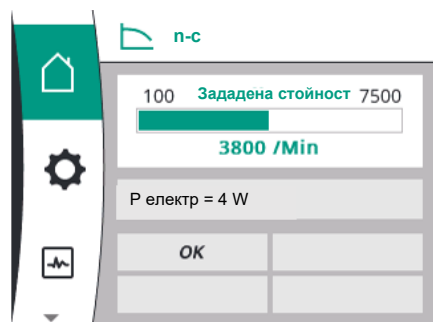 n-c
100 Зададена стойност 7500
3800 /Min
Р електр = 4 W
OK